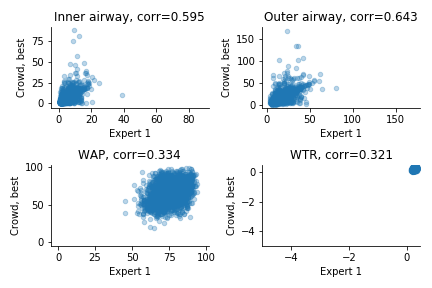 Inner airway, corr=0.595
Outer airway, corr=0.643
Crowd, best
75
50
25
0
0 20 40 60 80
Expert 1
Crowd, best
150
100
50
0
0 50 100 150
Expert 1
WAP, corr=0.334
WTR, corr=0.321
Crowd, best
100
50
0
0 25 50 75 100
Expert 1
Crowd, best
0
−2
−4
−4 −2 0
Expert 1